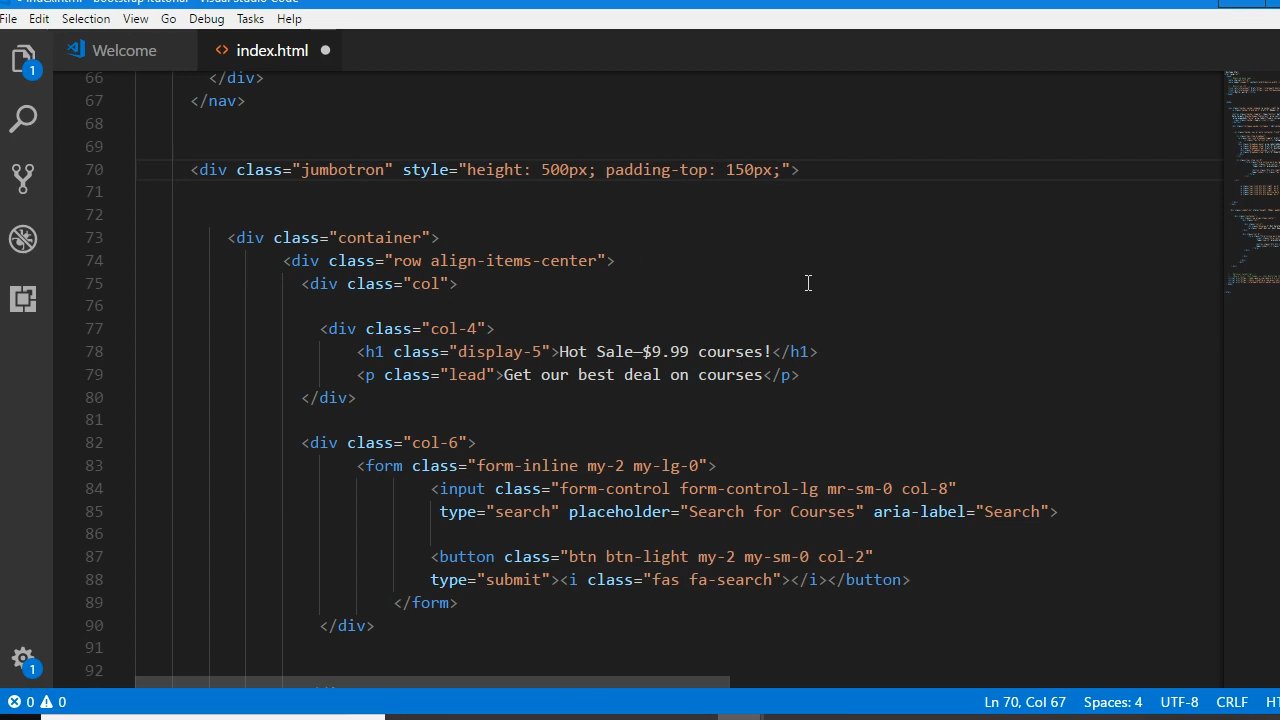 File Edit Selection View Go Debug Tasks Help
Welcome <> index.html
66 </div>
67 </nav>
68
69
70 <div class="jumbotron" style="height: 500px; padding-top: 150px;">
71
72
73 <div class="container">
74 <div class="row align-items-center">
75 <div class="col">
76
77 <div class="col-4">
78 <h1 class="display-5">Hot Sale—$9.99 courses!</h1>
79 <p class="lead">Get our best deal on courses</p>
80 </div>
81
82 <div class="col-6">
83 <form class="form-inline my-2 my-lg-0">
84 <input class="form-control form-control-lg mr-sm-0 col-8"
85 type="search" placeholder="Search for Courses" aria-label="Search">
86
87 <button class="btn btn-light my-2 my-sm-0 col-2"
88 type="submit"><i class="fas fa-search"></i></button>
89 </form>
90 </div>
91
92
1
1
0 0 Ln 70, Col 67 Spaces: 4 UTF-8 CRLF HT